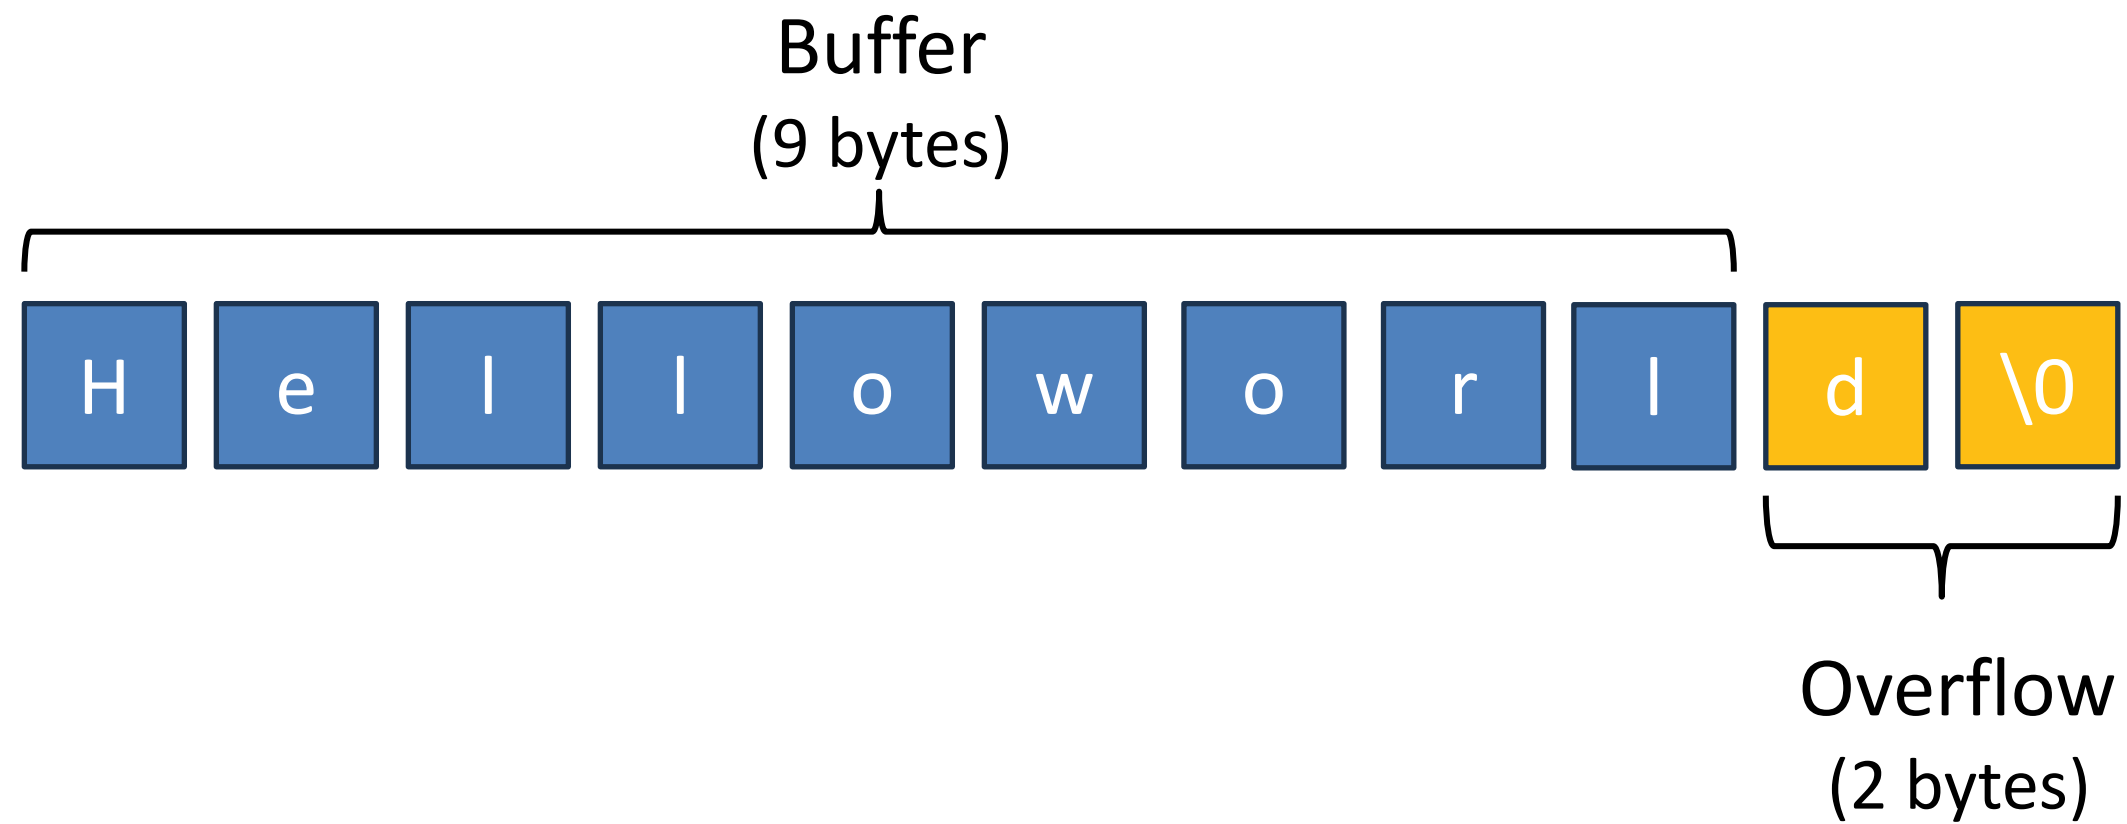 Buffer
(9 bytes)
H e l l o w o r l d \0
Overflow
(2 bytes)